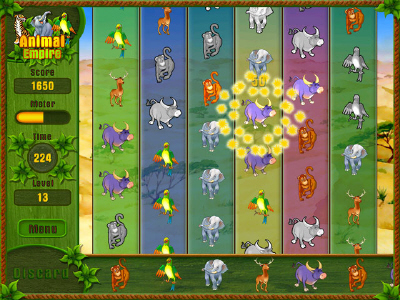 Animal
Empire
Score
1650
Meter
Time
224
Level
13
Menu
Discard